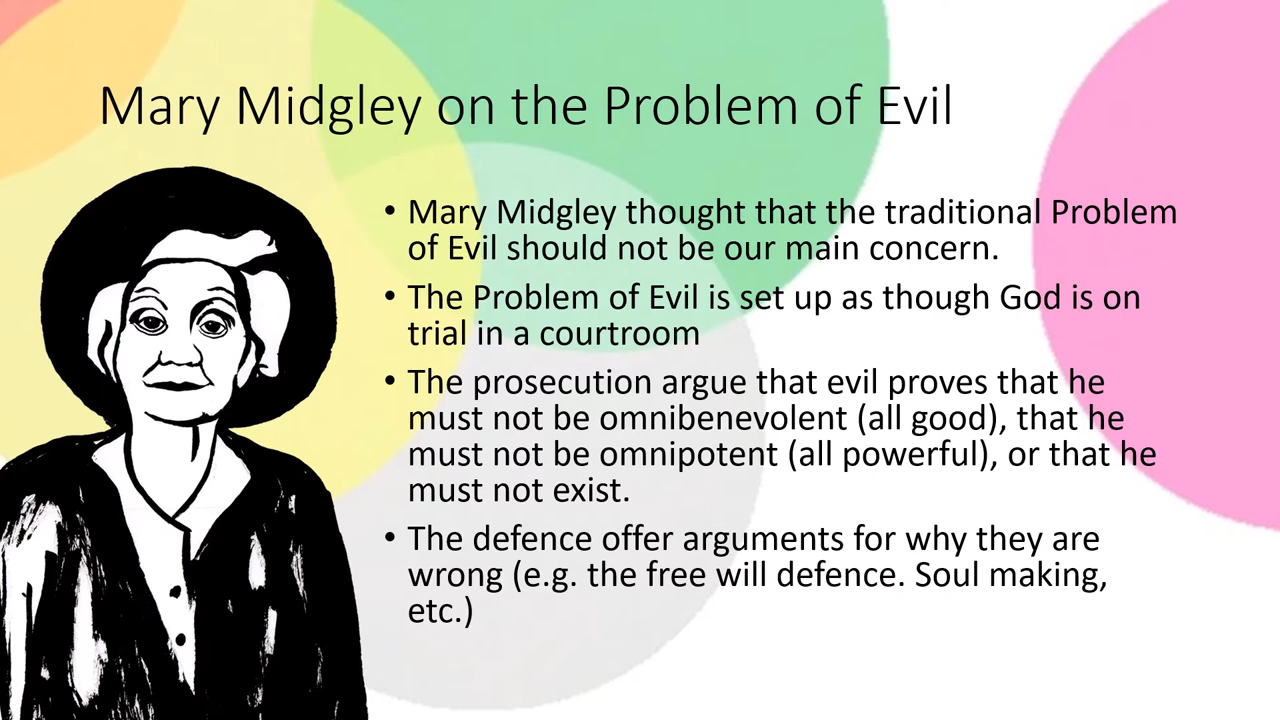 Mary Midgley on the Problem of Evil
• Mary Midgley thought that the traditional Problem
of Evil should not be our main concern.
• The Problem of Evil is set up as though God is on
trial in a courtroom
• The prosecution argue that evil proves that he
must not be omnibenevolent (all good), that he
must not be omnipotent (all powerful), or that he
must not exist.
• The defence offer arguments for why they are
wrong (e.g. the free will defence. Soul making,
etc.)